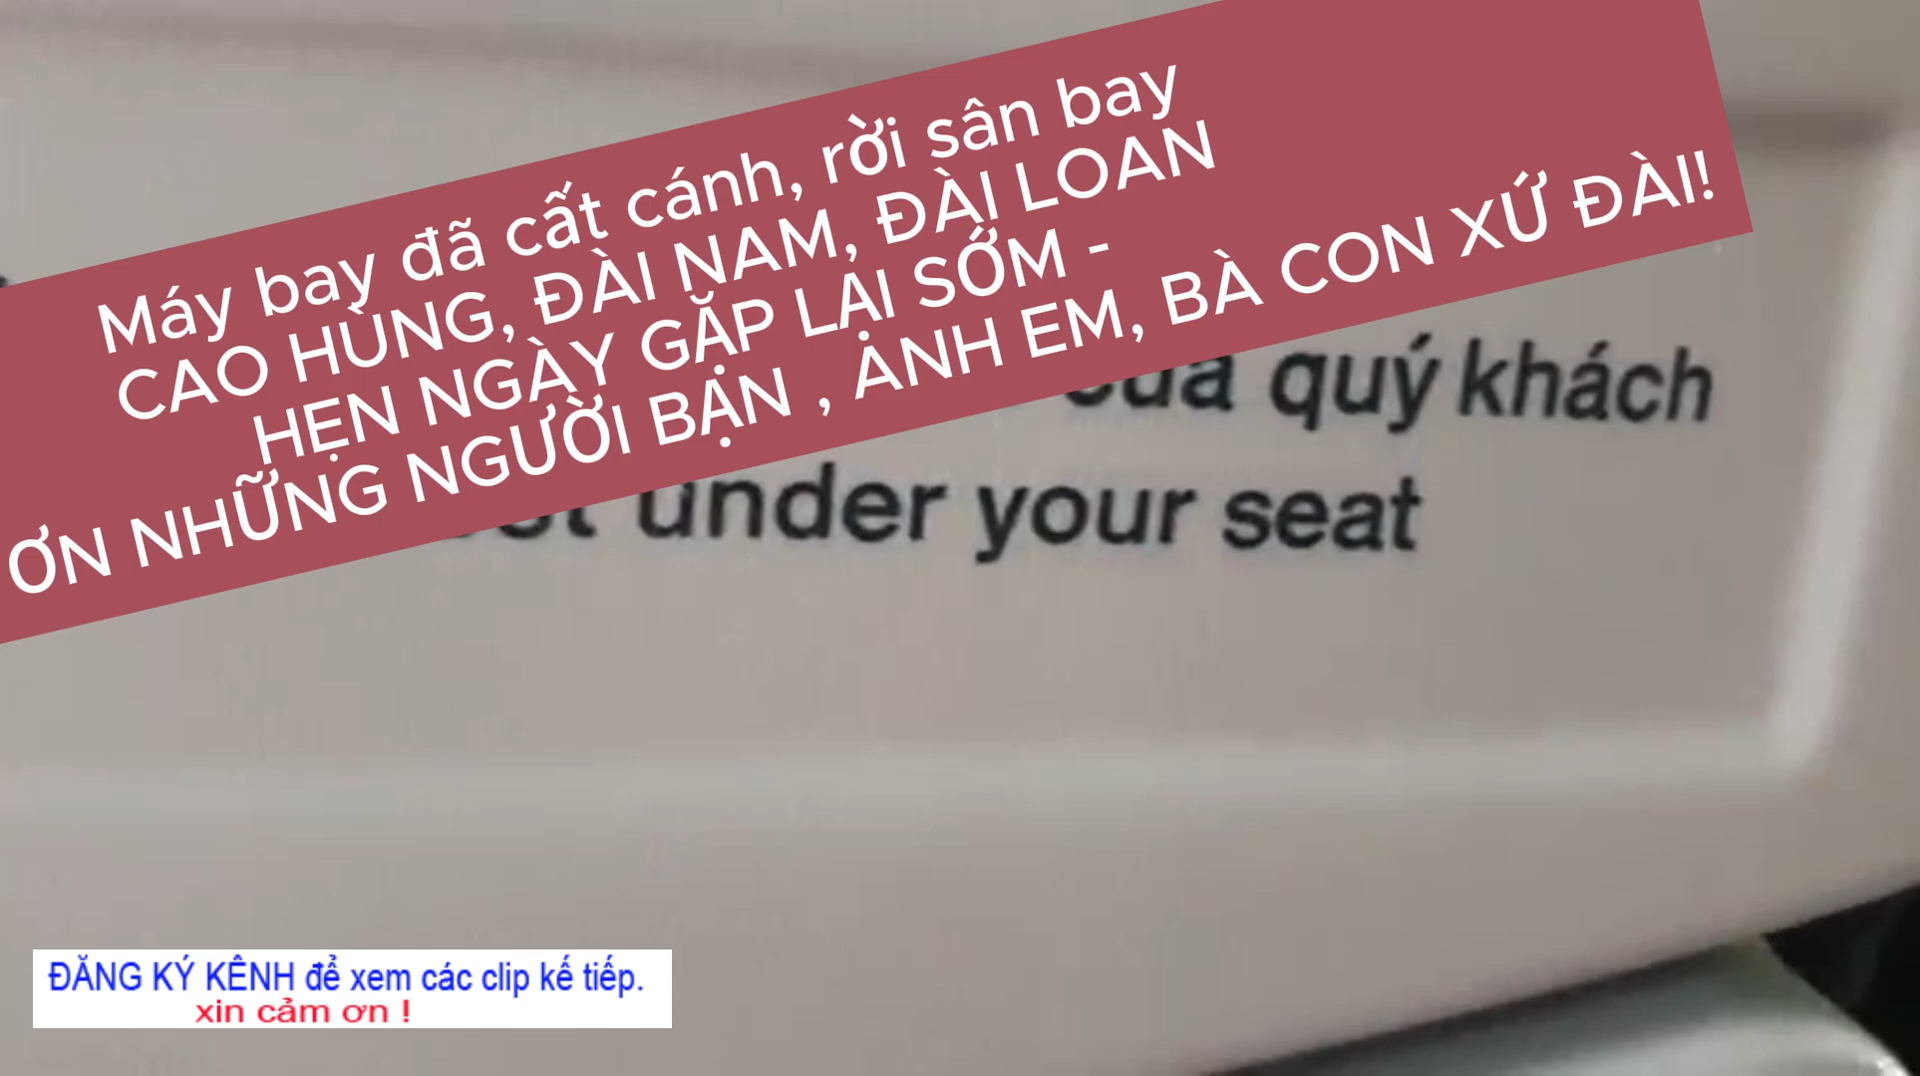 Máy bay đã cất cánh, rời sân bay
CAO HÙNG, ĐÀI NAM, ĐÀI LOAN
HẸN NGÀY GẶP LẠI SỚM -
ƠN NHỮNG NGƯỜI BẠN , ANH EM, BÀ CON XỨ ĐÀI!
của quý khách
under your seat
ĐĂNG KÝ KÊNH để xem các clip kế tiếp.
xin cảm ơn !